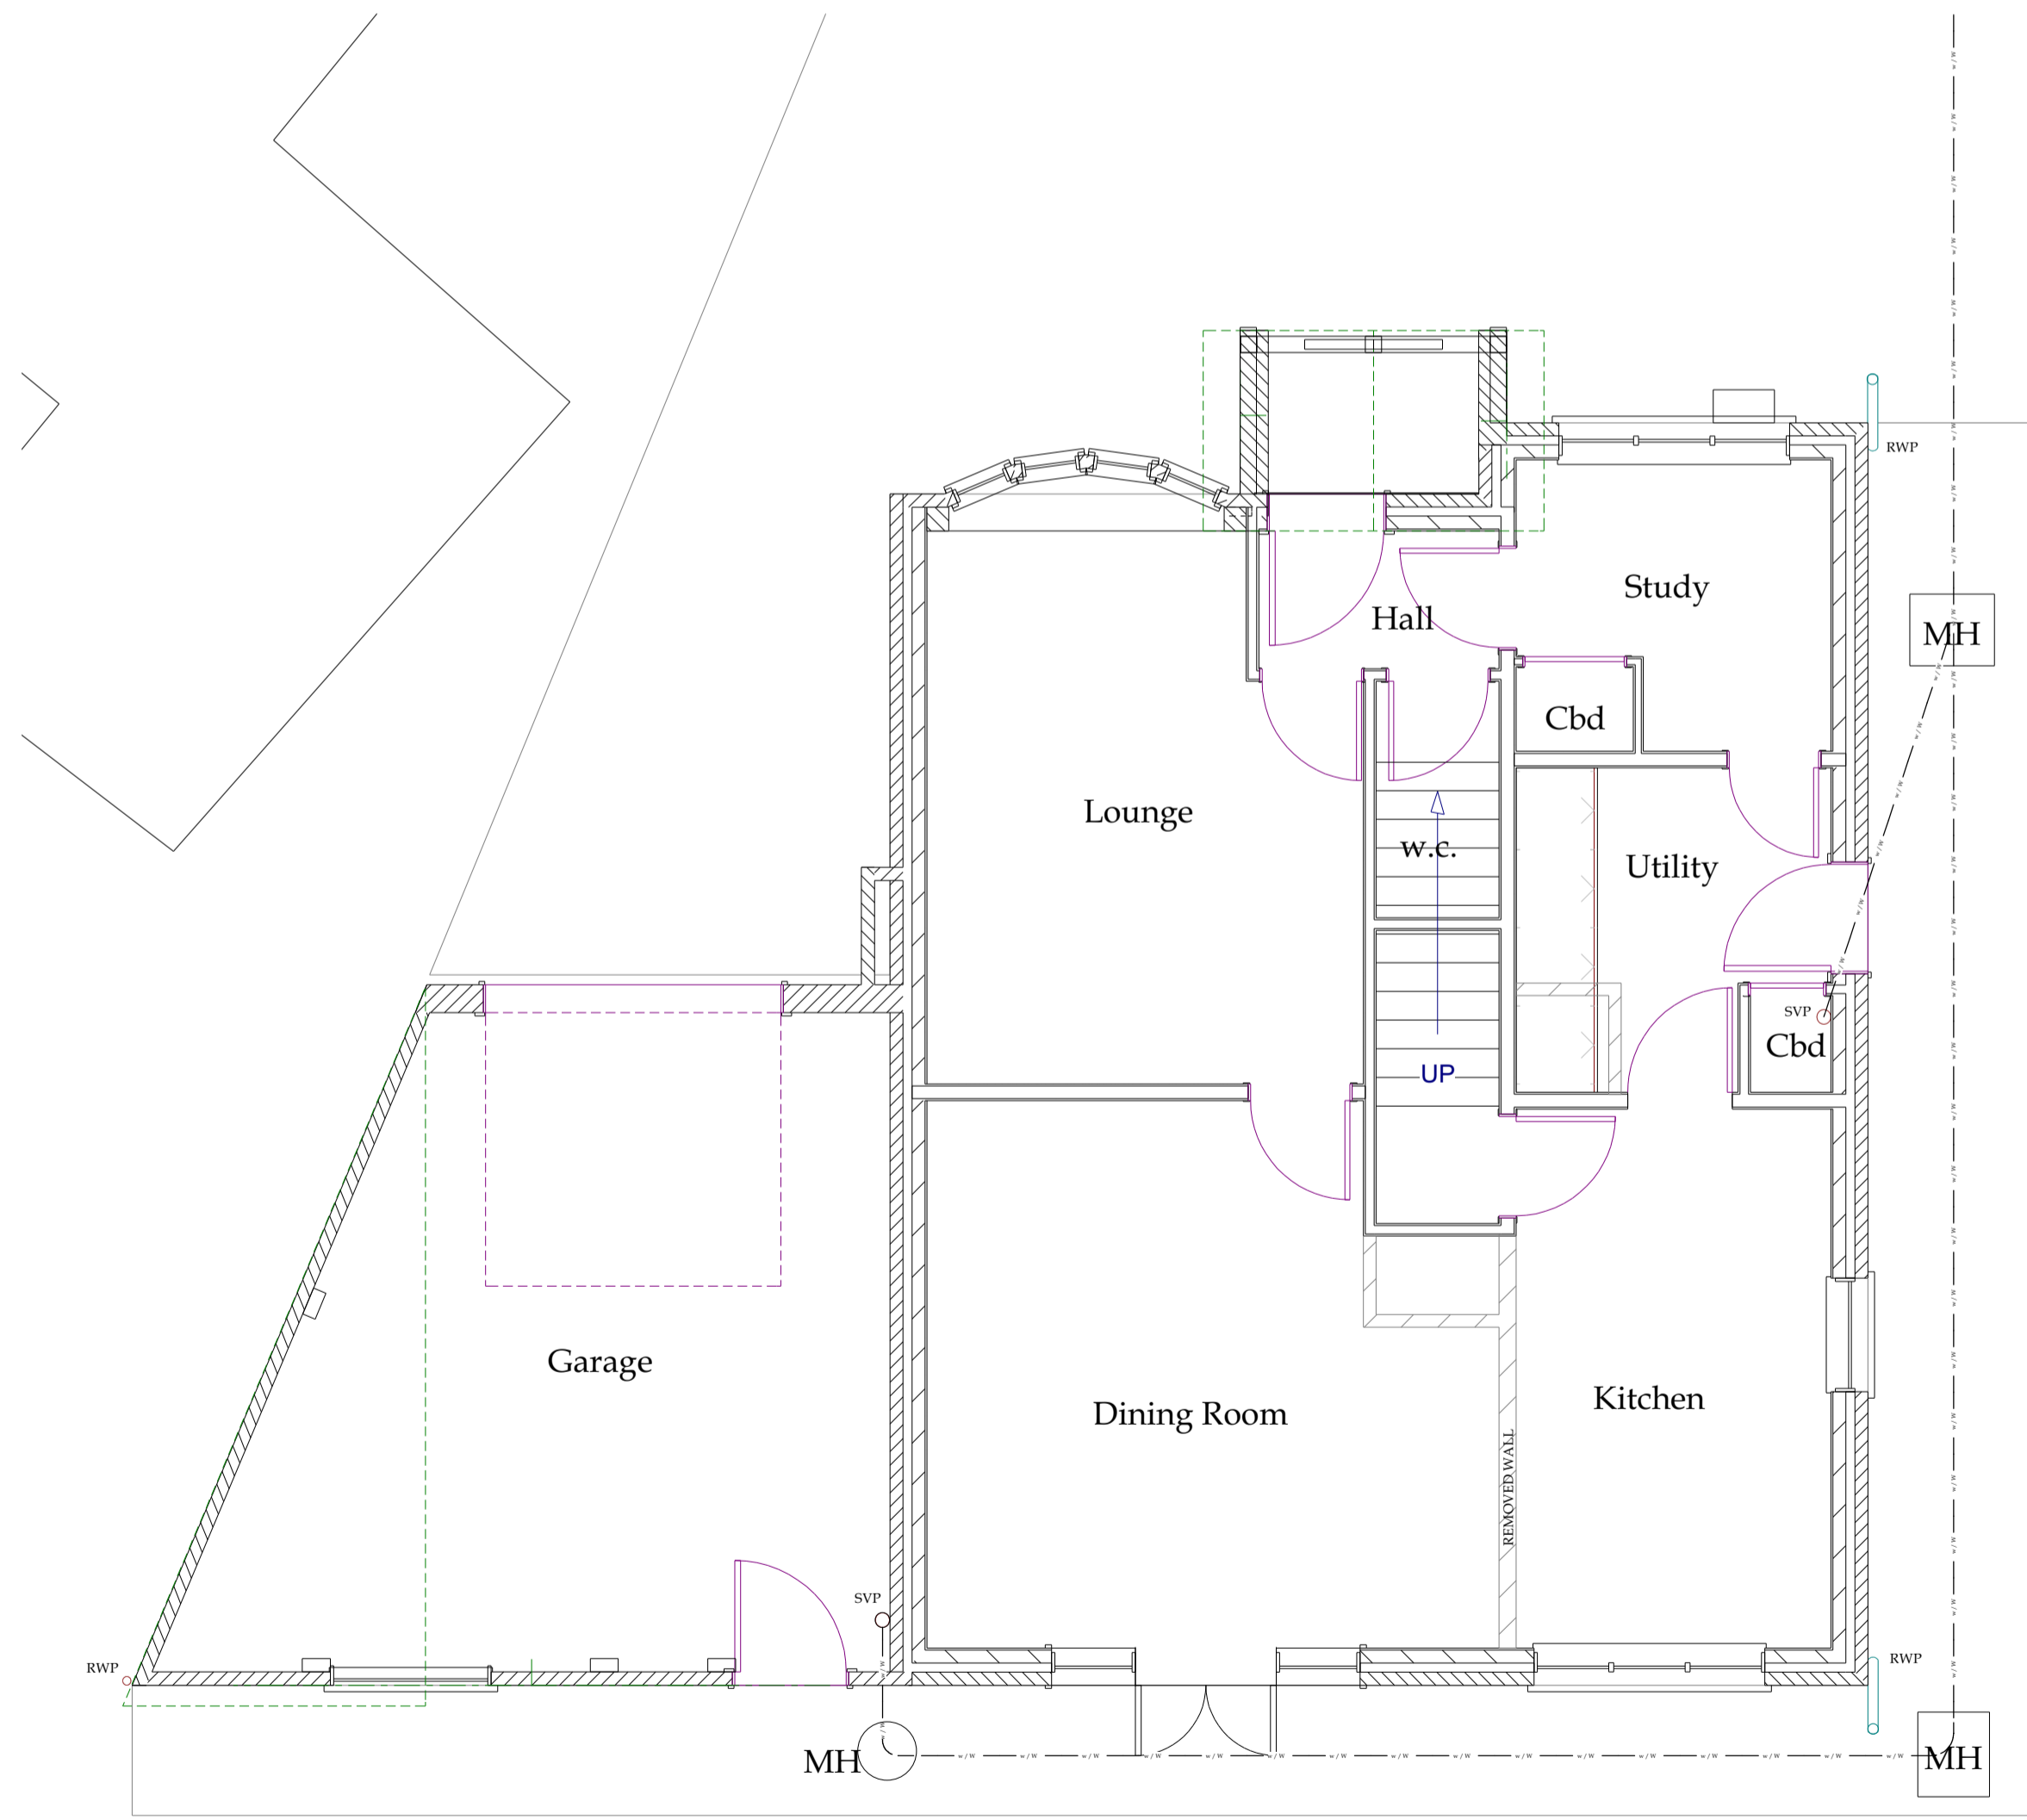 RWP
Study
Hall
MH
Cbd
Lounge
w.c.
Utility
SVP
Cbd
UP
Garage
Kitchen
Dining Room
REMOVED WALL
SVP
RWP
RWP
MH
MH